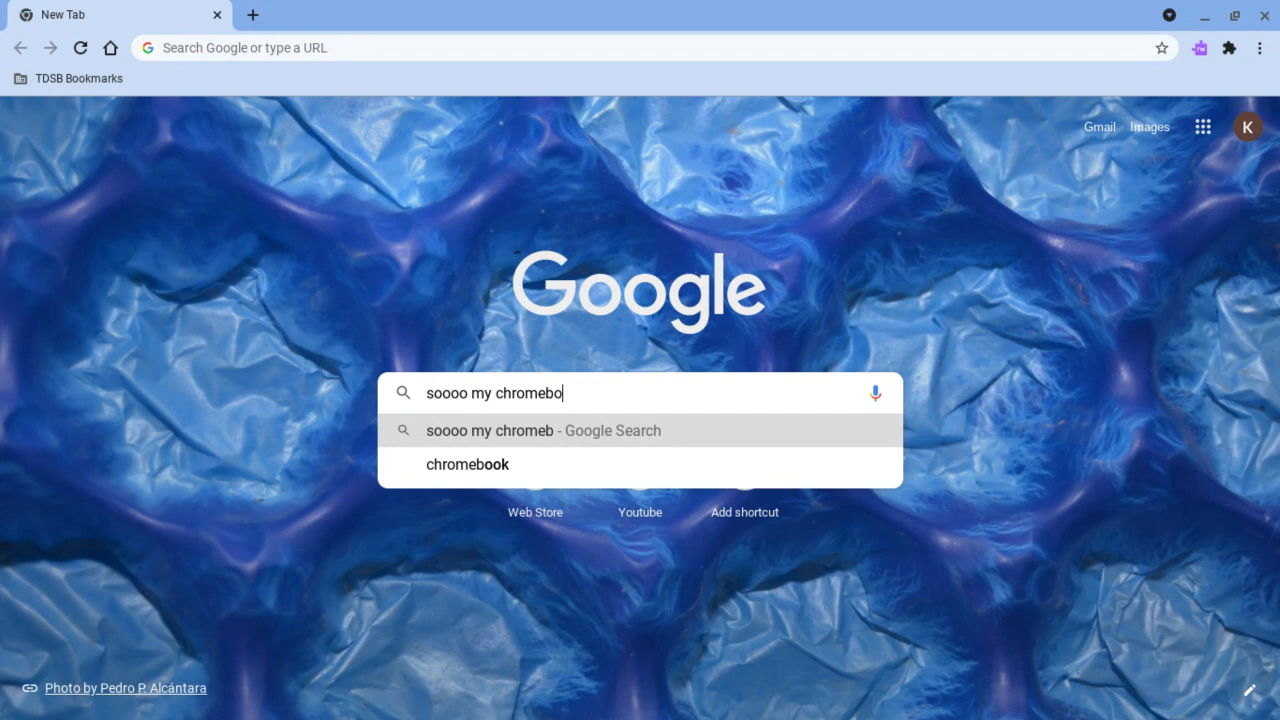 New Tab
Search Google or type a URL
TDSB Bookmarks
Gmail Images
K
Google
soooo my chromebo
soooo my chromeb - Google Search
chromebook
Web Store Youtube Add shortcut
Photo by Pedro P. Alcántara